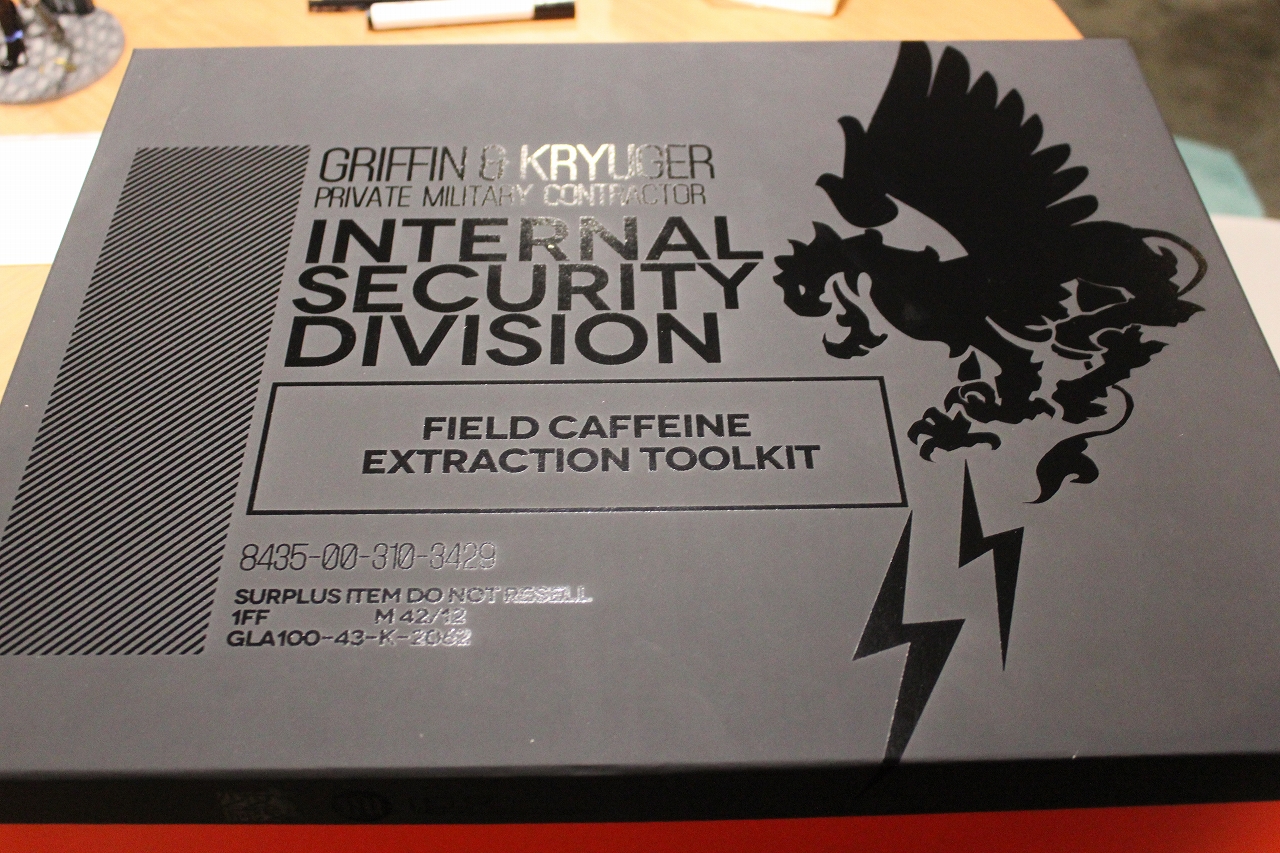 GRIFFIN & KRYUGER
PRIVATE MILITARY CONTRACTOR
INTERNAL
SECURITY
DIVISION
FIELD CAFFEINE
EXTRACTION TOOLKIT
8435-00-310-3429
SURPLUS ITEM DO NOT RESELL
1FF M 42/12
GLA100-43-K-2062